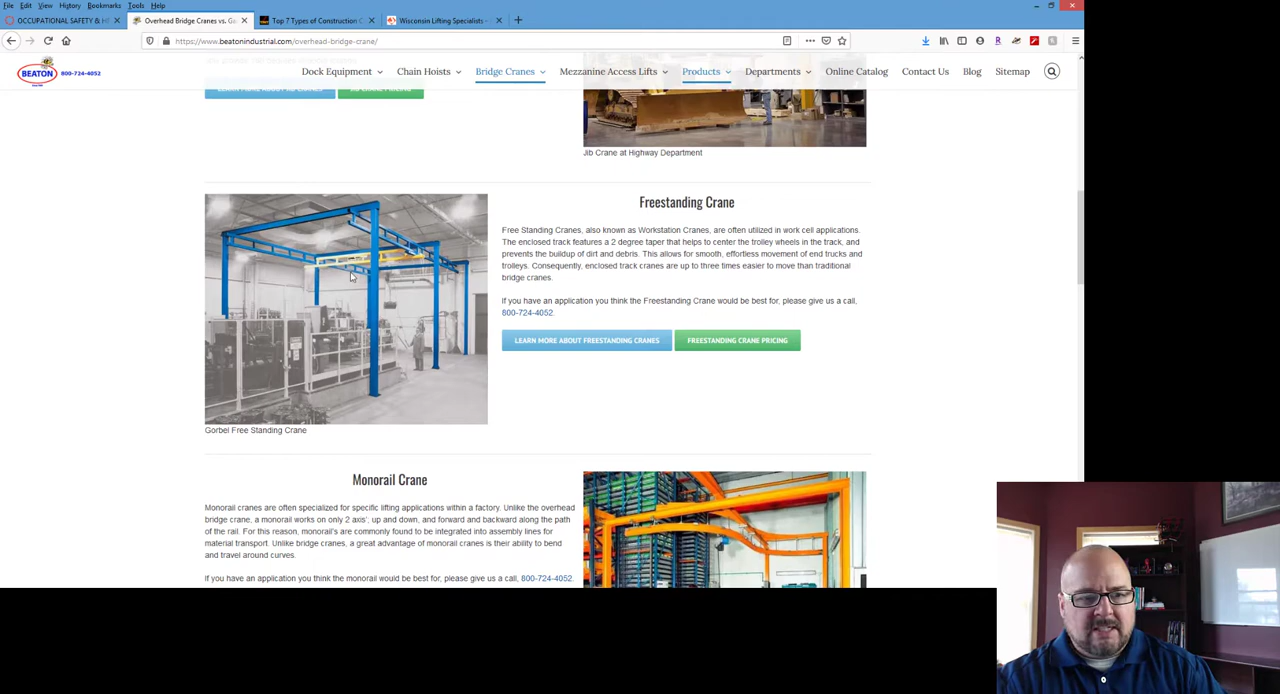 File Edit View History Bookmarks Tools Help
OCCUPATIONAL SAFETY & H
Overhead Bridge Cranes vs. Ga
Top 7 Types of Construction C
Wisconsin Lifting Specialists -
https://www.beatonindustrial.com/overhead-bridge-crane/
BEATON
800-724-4052
Dock Equipment
Chain Hoists
Bridge Cranes
Mezzanine Access Lifts
Products
Departments
Online Catalog
Contact Us
Blog
Sitemap
Jib Crane at Highway Department
Freestanding Crane
Free Standing Cranes, also known as Workstation Cranes, are often utilized in work cell applications.
The enclosed track features a 2 degree taper that helps to center the trolley wheels in the track, and
prevents the buildup of dirt and debris. This allows for smooth, effortless movement of end trucks and
trolleys. Consequently, enclosed track cranes are up to three times easier to move than traditional
bridge cranes.
If you have an application you think the Freestanding Crane would be best for, please give us a call,
800-724-4052.
LEARN MORE ABOUT FREESTANDING CRANES
FREESTANDING CRANE PRICING
Gorbel Free Standing Crane
Monorail Crane
Monorail cranes are often specialized for specific lifting applications within a factory. Unlike the overhead
bridge crane, a monorail works on only 2 axis', up and down, and forward and backward along the path
of the rail. For this reason, monorail's are commonly found to be integrated into assembly lines for
material transport. Unlike bridge cranes, a great advantage of monorail cranes is their ability to bend
and travel around curves.
If you have an application you think the monorail would be best for, please give us a call, 800-724-4052.